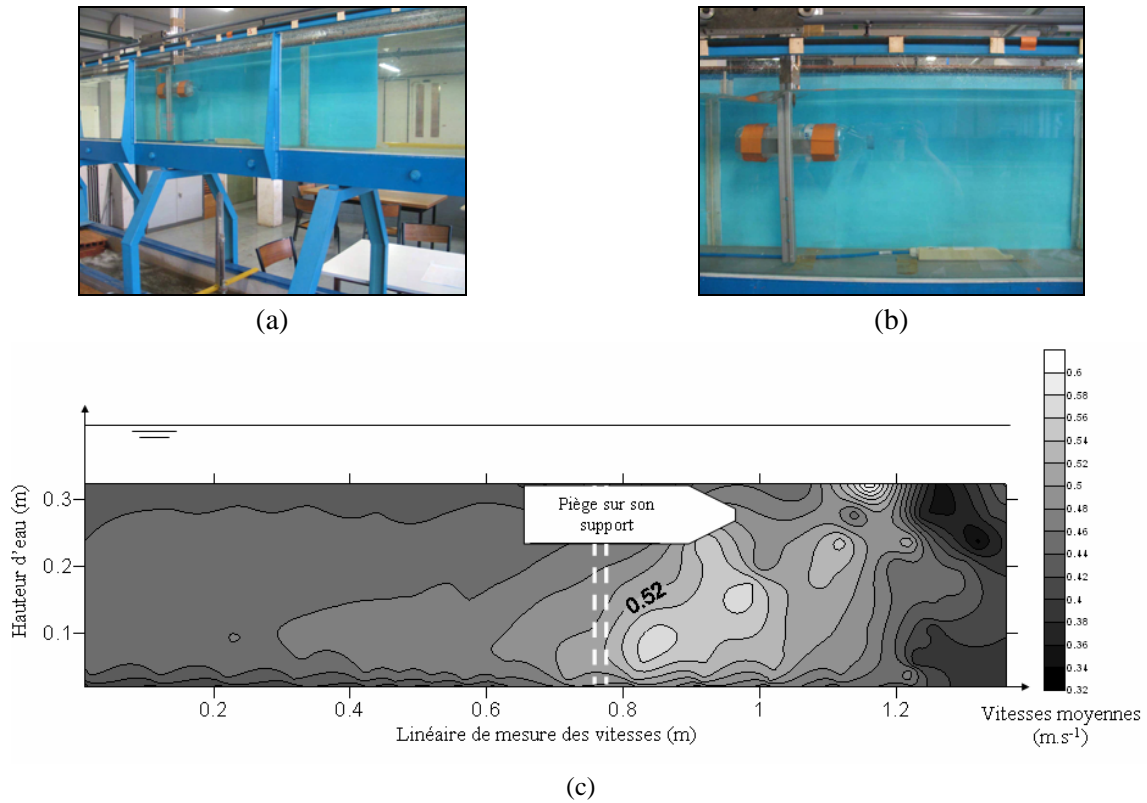 (a)
(b)
0.6
0.58
0.56
0.54
0.52
0.5
0.48
0.46
0.44
0.42
0.4
0.38
0.36
0.34
0.32
Vitesses moyennes
(m.s-1)
Hauteur d'eau (m)
0.3
0.2
0.1
Piège sur son
support
0.52
0.2
0.4
0.6
0.8
1
1.2
Linéaire de mesure des vitesses (m)
(c)